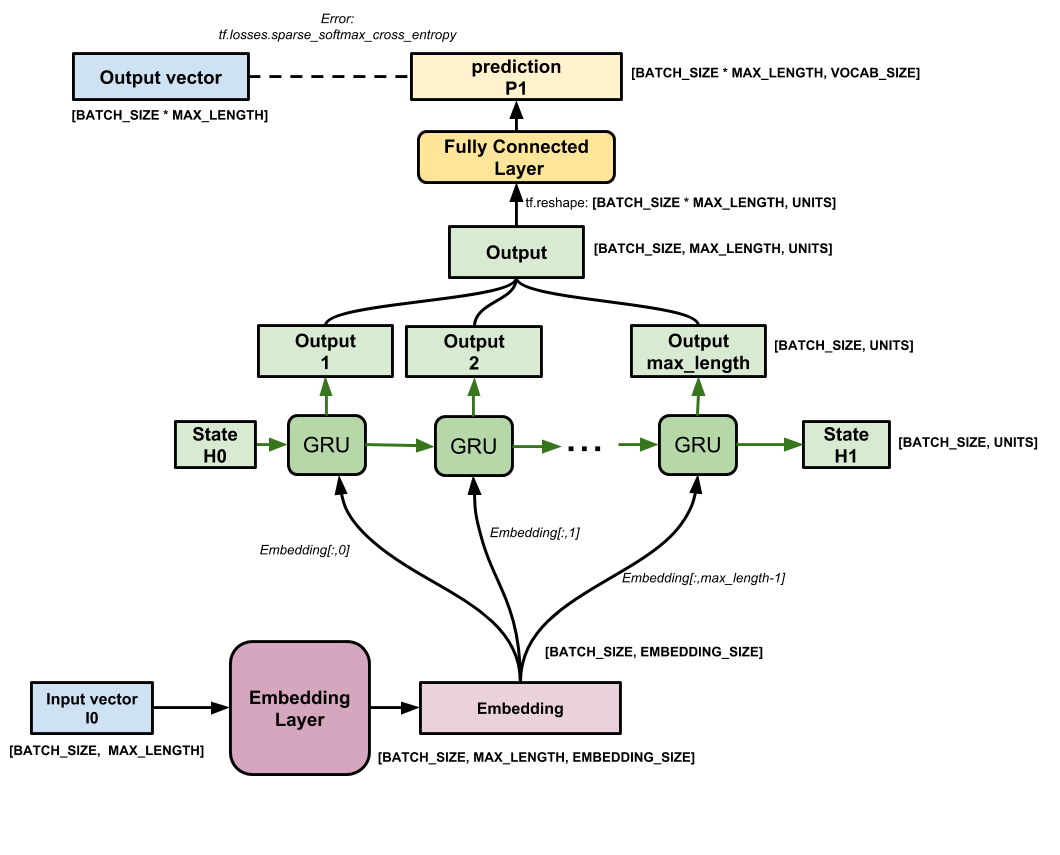 Error:
tf.losses.sparse_softmax_cross_entropy
Output vector
prediction
P1
[BATCH_SIZE * MAX_LENGTH, VOCAB_SIZE]
[BATCH_SIZE * MAX_LENGTH]
Fully Connected
Layer
tf.reshape: [BATCH_SIZE * MAX_LENGTH, UNITS]
Output
[BATCH_SIZE, MAX_LENGTH, UNITS]
Output
1
Output
2
Output
max_length
[BATCH_SIZE, UNITS]
State
H0
GRU
GRU
...
GRU
State
H1
[BATCH_SIZE, UNITS]
Embedding[:,0]
Embedding[:,1]
Embedding[:,max_length-1]
[BATCH_SIZE, EMBEDDING_SIZE]
Input vector
I0
Embedding
Layer
Embedding
[BATCH_SIZE,  MAX_LENGTH]
[BATCH_SIZE, MAX_LENGTH, EMBEDDING_SIZE]